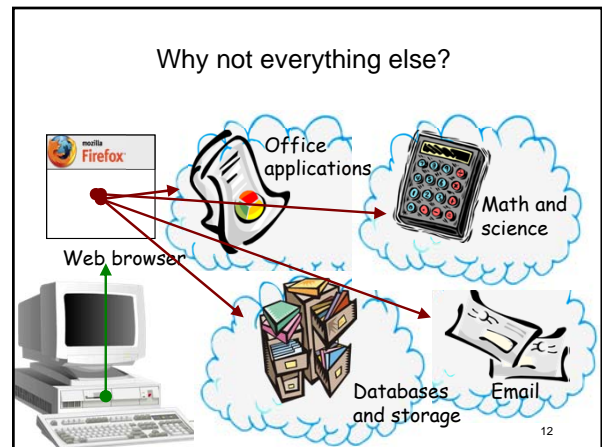 Why not everything else?
mozilla
Firefox
Office
applications
Math and
science
Web browser
Databases
and storage
Email
12